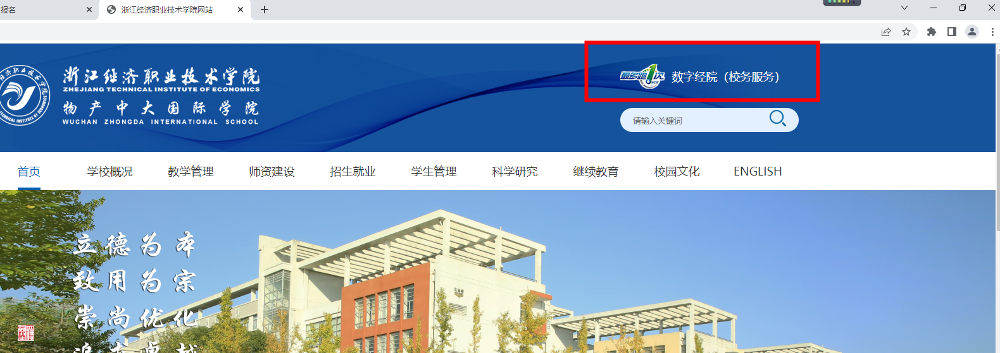 报名
浙江经济职业技术学院网站
浙江经济职业技术学院
ZHEJIANG TECHNICAL INSTITUTE OF ECONOMICS
物产中大国际学院
WUCHAN ZHONGDA INTERNATIONAL SCHOOL
最多跑1次
NCE
数字经院（校务服务）
请输入关键词
首页 学校概况 教学管理 师资建设 招生就业 学生管理 科学研究 继续教育 校园文化 ENGLISH
立德为本
致用为宗
崇尚优化